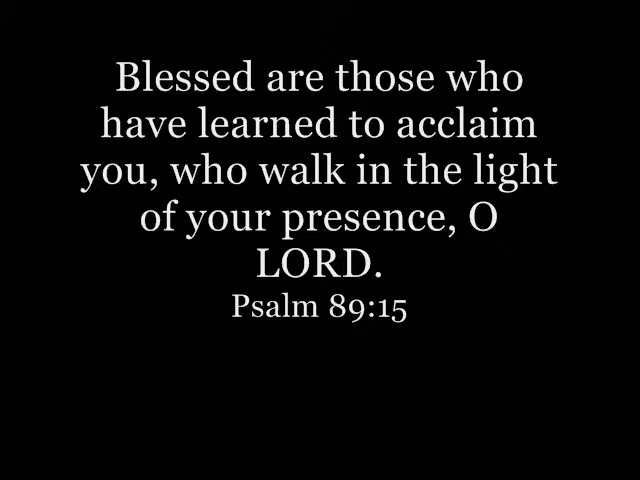 Blessed are those who
have learned to acclaim
you, who walk in the light
of your presence, O
LORD.
Psalm 89:15